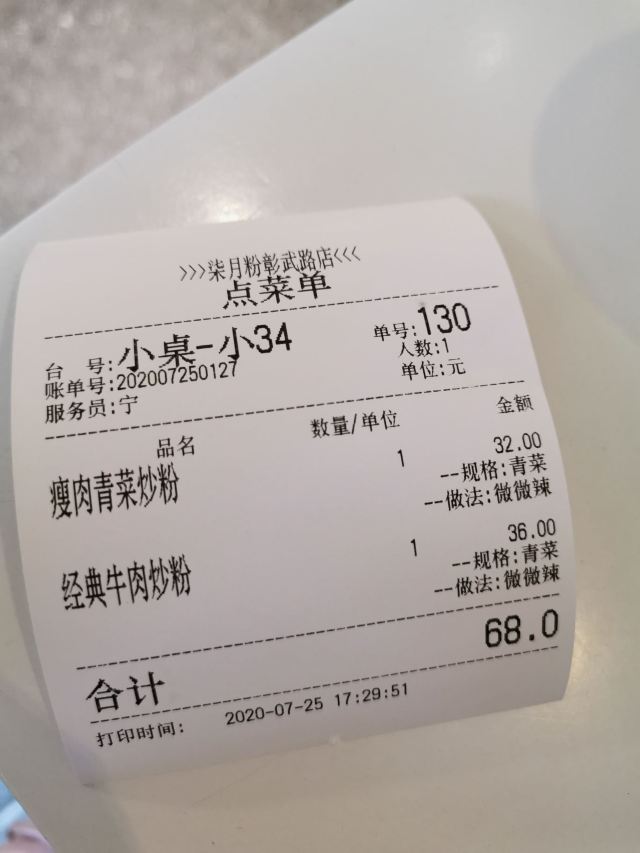 >>>柒月粉彰武路店<<<
点菜单
台 号:小桌-小34 单号:130
账单号:202007250127 人数:1
服务员:宁 单位:元
品名 数量/单位 金额
瘦肉青菜炒粉 1 32.00
--规格:青菜
--做法:微微辣
经典牛肉炒粉 1 36.00
--规格:青菜
--做法:微微辣
合计 68.0
打印时间: 2020-07-25 17:29:51